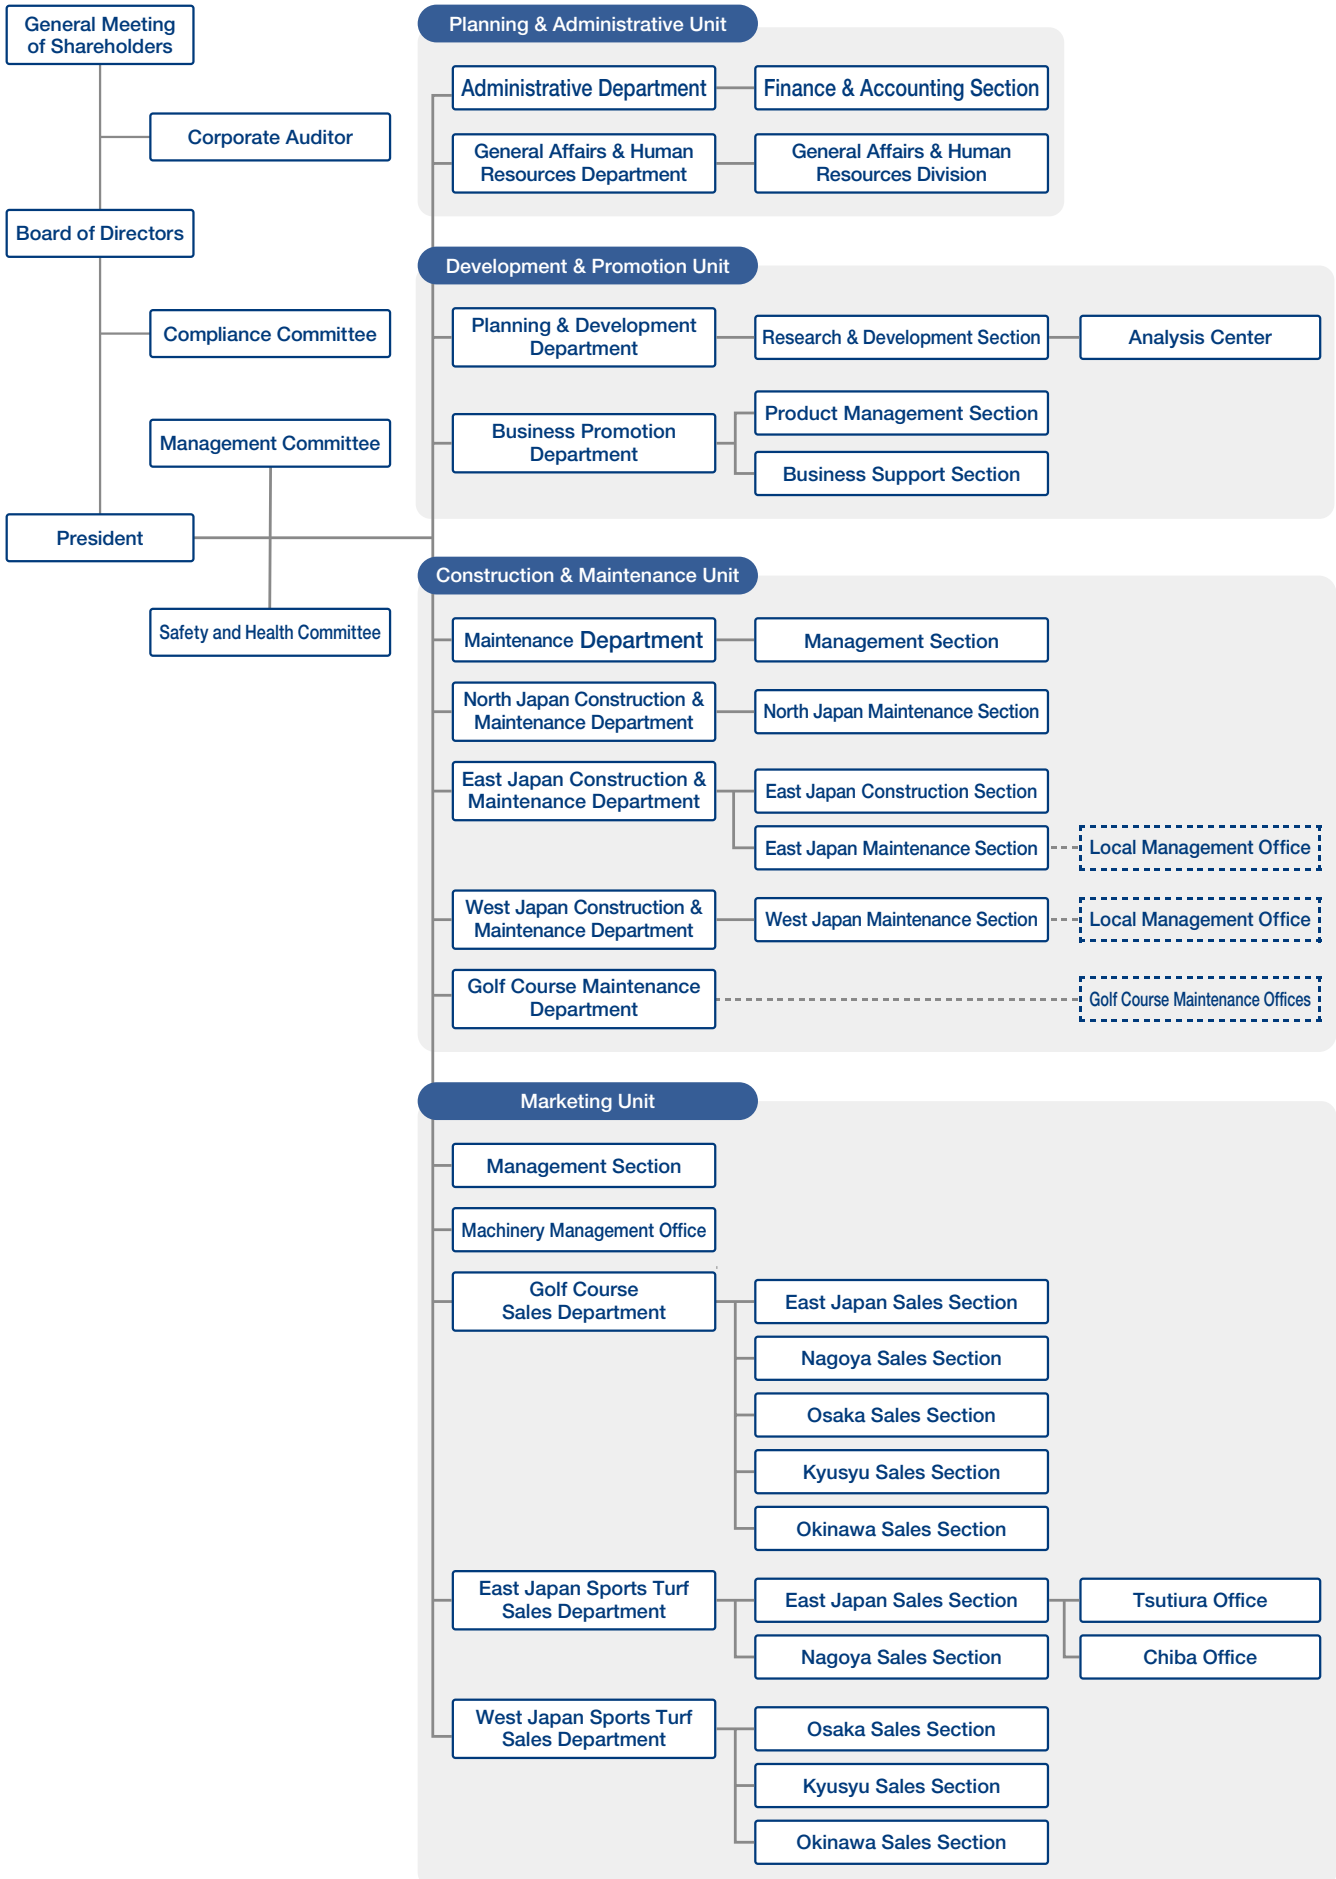 General Meeting
of Shareholders
Corporate Auditor
Board of Directors
Compliance Committee
Management Committee
President
Safety and Health Committee
Planning & Administrative Unit
Administrative Department
Finance & Accounting Section
General Affairs & Human
Resources Department
General Affairs & Human
Resources Division
Development & Promotion Unit
Planning & Development
Department
Research & Development Section
Analysis Center
Business Promotion
Department
Product Management Section
Business Support Section
Construction & Maintenance Unit
Maintenance Department
Management Section
North Japan Construction &
Maintenance Department
North Japan Maintenance Section
East Japan Construction &
Maintenance Department
East Japan Construction Section
East Japan Maintenance Section
Local Management Office
West Japan Construction &
Maintenance Department
West Japan Maintenance Section
Local Management Office
Golf Course Maintenance
Department
Golf Course Maintenance Offices
Marketing Unit
Management Section
Machinery Management Office
Golf Course
Sales Department
East Japan Sales Section
Nagoya Sales Section
Osaka Sales Section
Kyusyu Sales Section
Okinawa Sales Section
East Japan Sports Turf
Sales Department
East Japan Sales Section
Tsutiura Office
Nagoya Sales Section
Chiba Office
West Japan Sports Turf
Sales Department
Osaka Sales Section
Kyusyu Sales Section
Okinawa Sales Section